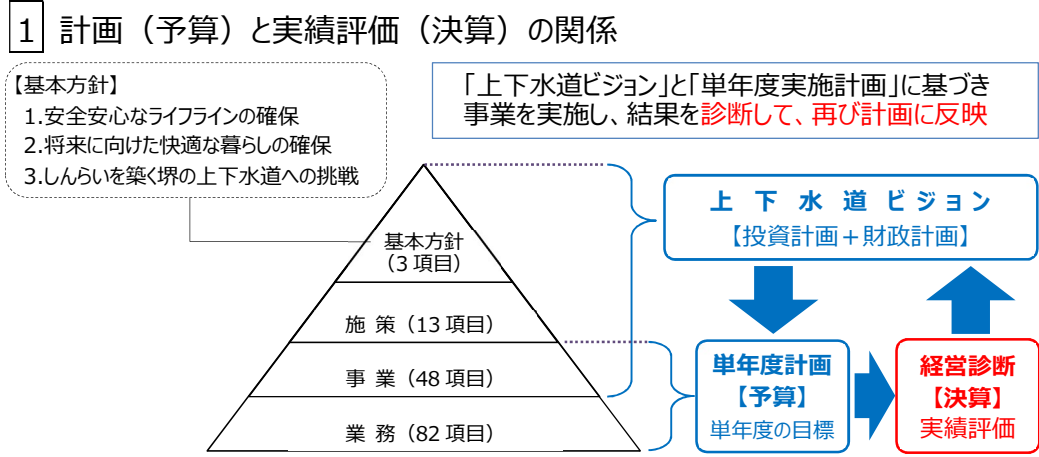 1 計画（予算）と実績評価（決算）の関係
【基本方針】
1.安全安心なライフラインの確保
2.将来に向けた快適な暮らしの確保
3.しんらいを築く堺の上下水道への挑戦
「上下水道ビジョン」と「単年度実施計画」に基づき
事業を実施し、結果を診断して、再び計画に反映
基本方針
（3 項目）
施 策（13 項目）
事 業（48 項目）
業 務（82 項目）
上 下 水 道 ビ ジ ョ ン
【投資計画＋財政計画】
単年度計画
【予算】
単年度の目標
経営診断
【決算】
実績評価